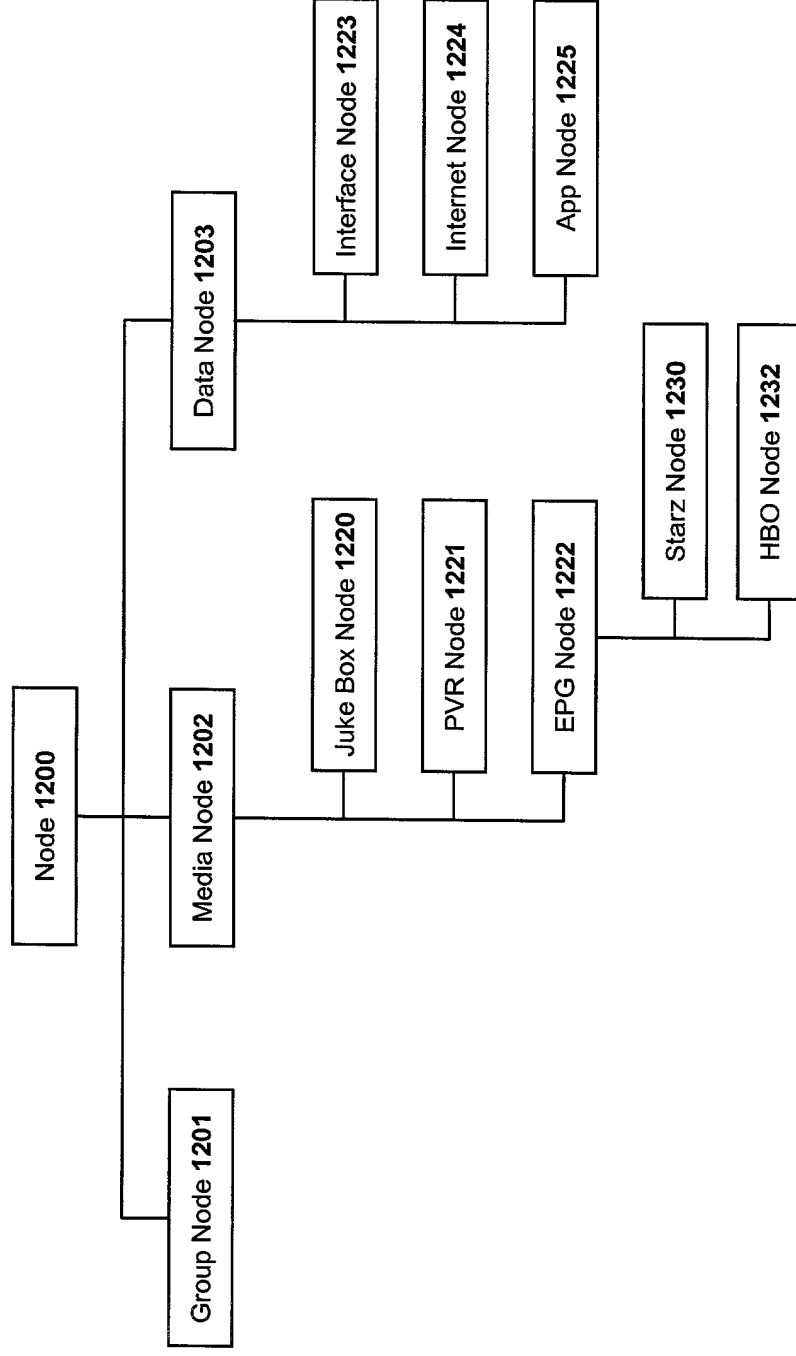 Node 1200
Group Node 1201
Media Node 1202
Data Node 1203
Juke Box Node 1220
PVR Node 1221
EPG Node 1222
Starz Node 1230
HBO Node 1232
Interface Node 1223
Internet Node 1224
App Node 1225